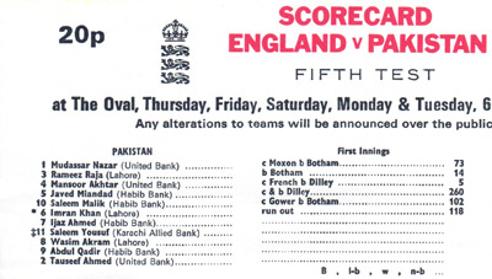 20p
SCORECARD
ENGLAND v PAKISTAN
FIFTH TEST
at The Oval, Thursday, Friday, Saturday, Monday & Tuesday, 6
Any alterations to teams will be announced over the public
PAKISTAN First Innings
1 Mudassar Nazar (United Bank) .................. c Moxon b Botham .................. 73
3 Rameez Raja (Lahore) .................. b Botham .................. 14
4 Mansoor Akhtar (United Bank) .................. c French b Dilley .................. 5
5 Javed Miandad (Habib Bank) .................. c & b Dilley .................. 260
10 Saleem Malik (Habib Bank) .................. c Gower b Botham .................. 102
* 6 Imran Khan (Lahore) .................. run out .................. 118
7 Ijaz Ahmed (Habib Bank) ..................
‡11 Saleem Yousuf (Karachi Allied Bank) ..................
8 Wasim Akram (Lahore) ..................
9 Abdul Qadir (Habib Bank) ..................
2 Tauseef Ahmed (United Bank) ..................
B , l-b , w , n-b ...